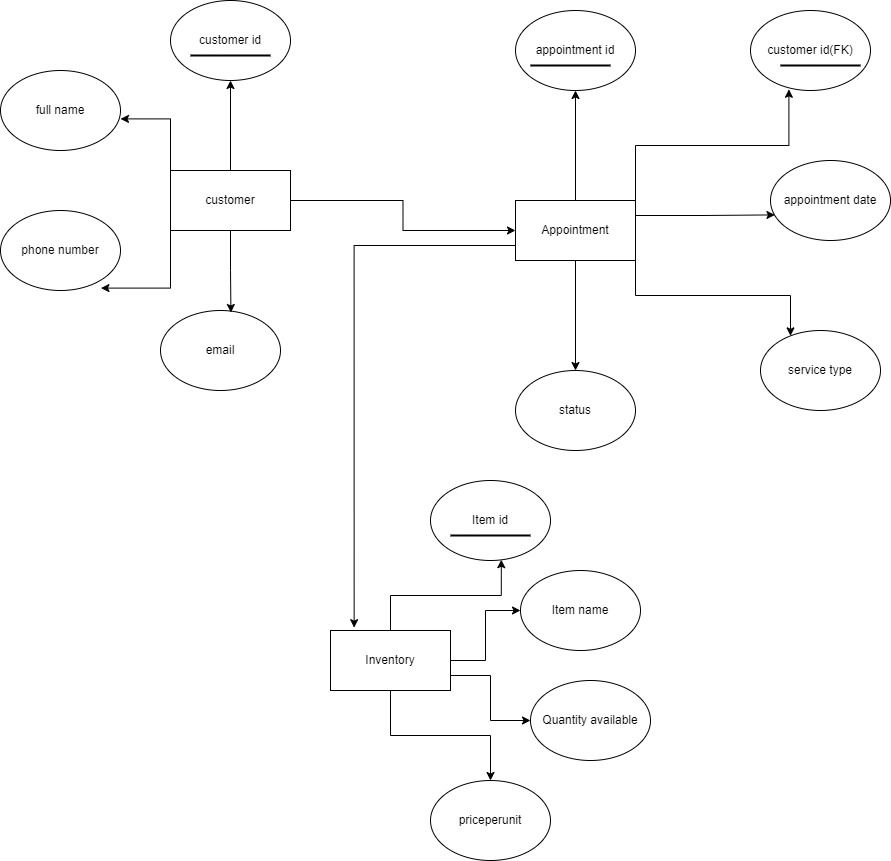 customer id
appointment id
customer id(FK)
full name
customer
appointment date
Appointment
phone number
email
service type
status
Item id
Item name
Inventory
Quantity available
priceperunit